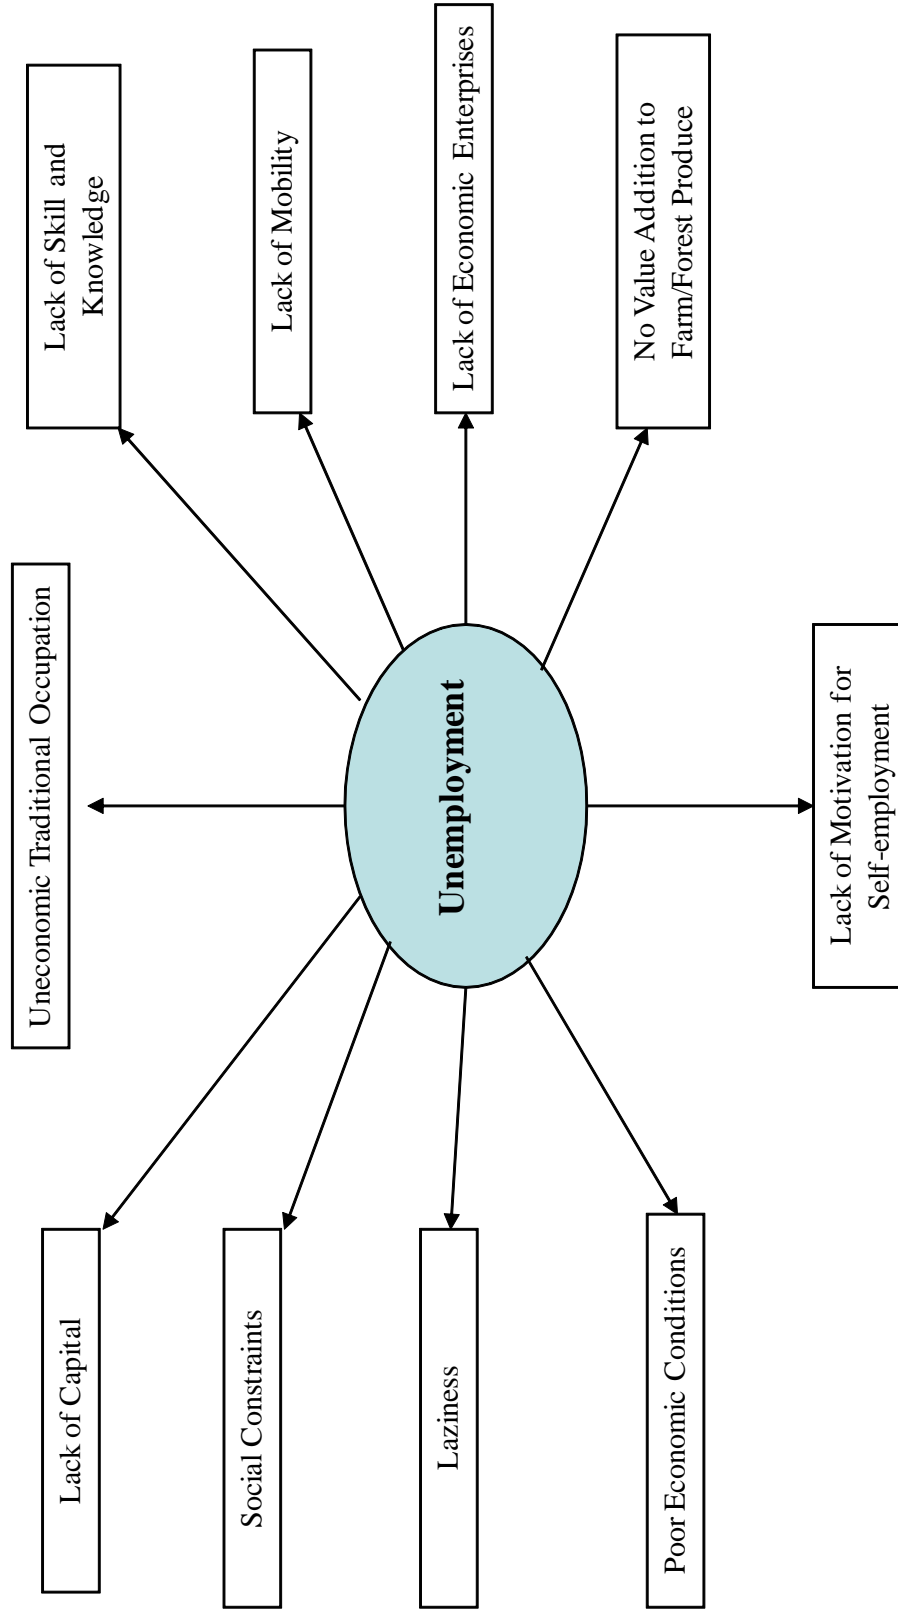 Uneconomic Traditional Occupation
Lack of Capital
Lack of Skill and
Knowledge
Social Constraints
Lack of Mobility
Laziness
Unemployment
Lack of Economic Enterprises
Poor Economic Conditions
No Value Addition to
Farm/Forest Produce
Lack of Motivation for
Self-employment